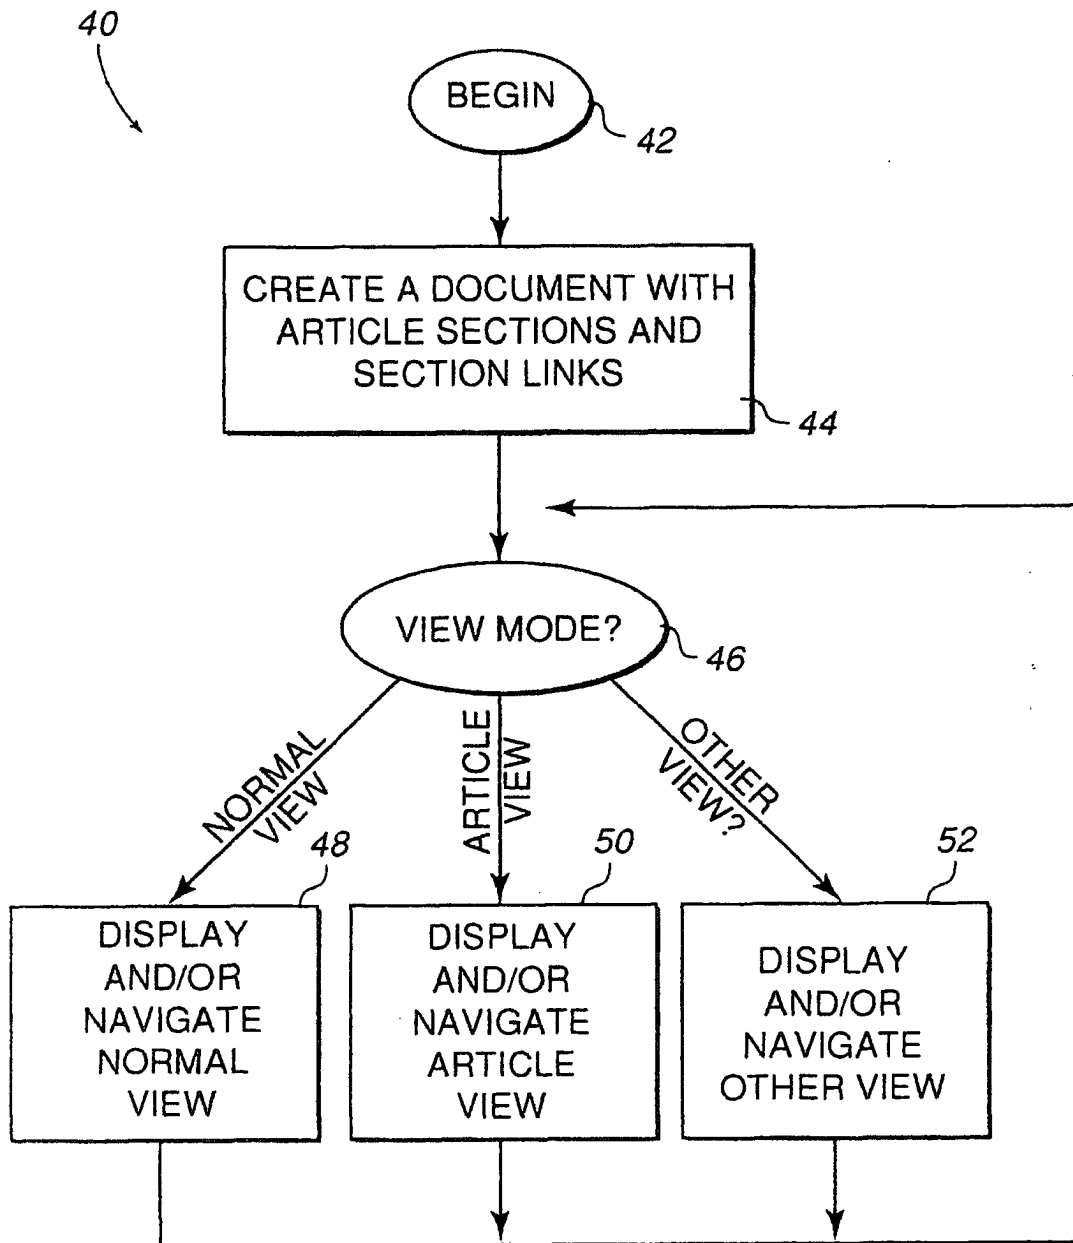 40
BEGIN
42
CREATE A DOCUMENT WITH
ARTICLE SECTIONS AND
SECTION LINKS
44
VIEW MODE?
46
NORMAL
VIEW
ARTICLE
VIEW
OTHER
VIEW?
48
DISPLAY
AND/OR
NAVIGATE
NORMAL
VIEW
50
DISPLAY
AND/OR
NAVIGATE
ARTICLE
VIEW
52
DISPLAY
AND/OR
NAVIGATE
OTHER VIEW